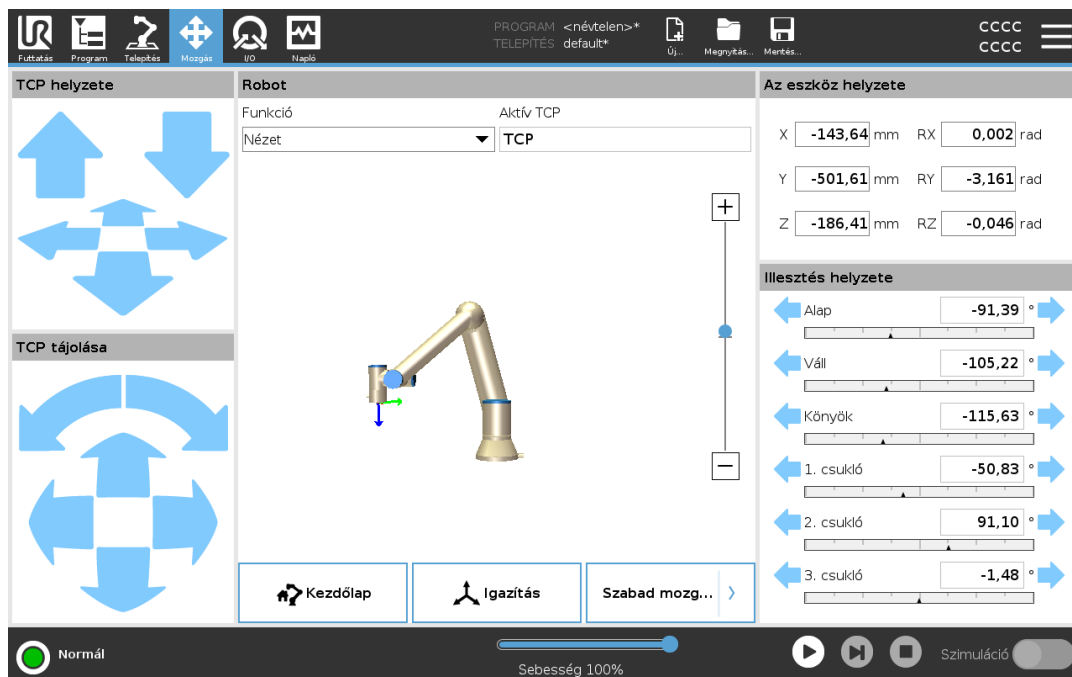 PROGRAM <névtelen>*
TELEPÍTÉS default*
CCCC
CCCC
Futtatás Program Telepítés Mozgás I/O Napló Új... Megnyitás... Mentés...
TCP helyzete
Robot
Az eszköz helyzete
Funkció Aktív TCP
Nézet TCP
X -143,64 mm RX 0,002 rad
Y -501,61 mm RY -3,161 rad
Z -186,41 mm RZ -0,046 rad
Illesztés helyzete
Alap -91,39 °
TCP tájolása
Váll -105,22 °
Könyök -115,63 °
1. csukló -50,83 °
2. csukló 91,10 °
3. csukló -1,48 °
Kezdőlap Igazítás Szabad mozg...
Normál
Sebesség 100%
Szimuláció